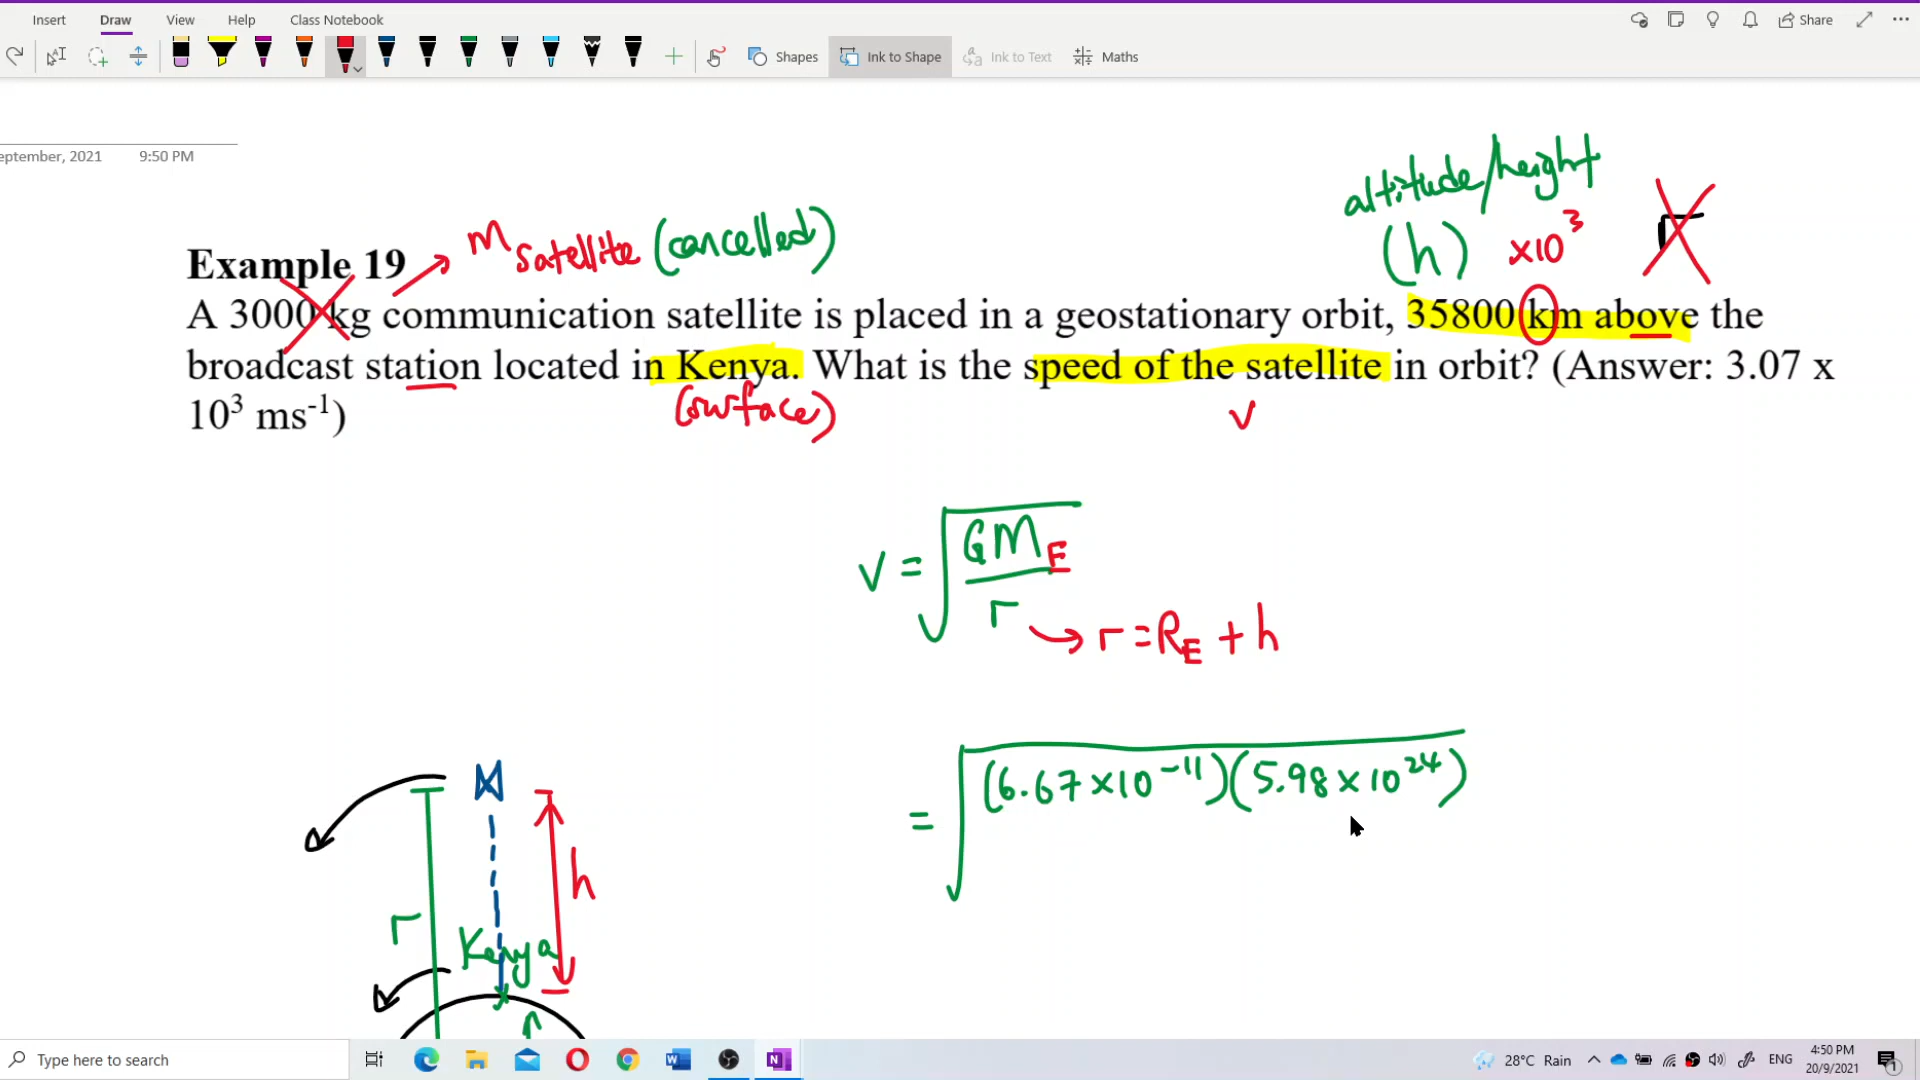 Insert Draw View Help Class Notebook Share
Shapes Ink to Shape Ink to Text Maths
eptember, 2021 9:50 PM
altitude/height
(h) ×10³ r
Example 19 m satellite (cancelled)
A 3000 kg communication satellite is placed in a geostationary orbit, 35800 km above the
broadcast station located in Kenya. What is the speed of the satellite in orbit? (Answer: 3.07 x
10³ ms⁻¹)
(surface) v
v = √(GM_E / r)
→ r = R_E + h
= √(6.67×10⁻¹¹)(5.98×10²⁴)
h
r
Kenya
Type here to search
28°C Rain ENG 4:50 PM
20/9/2021